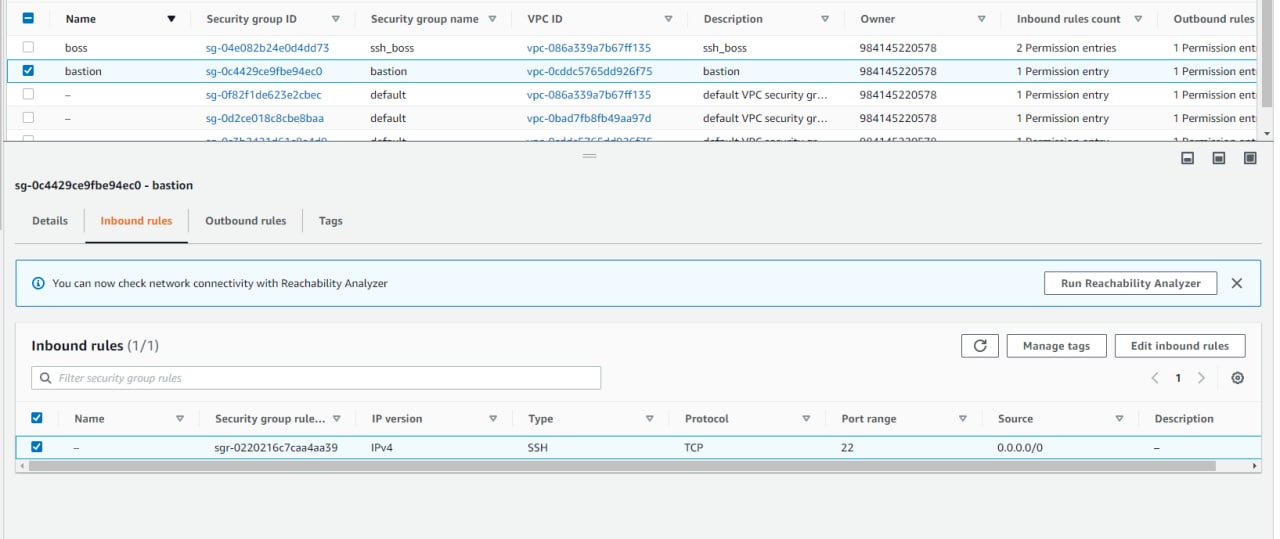 Name Security group ID Security group name VPC ID Description Owner Inbound rules count Outbound rules
boss sg-04e082b24e0d4dd73 ssh_boss vpc-086a339a7b67ff135 ssh_boss 984145220578 2 Permission entries 1 Permission ent
bastion sg-0c4429ce9fbe94ec0 bastion vpc-0cddc5765dd926f75 bastion 984145220578 1 Permission entry 1 Permission ent
– sg-0f82f1de623e2cbec default vpc-086a339a7b67ff135 default VPC security gr... 984145220578 1 Permission entry 1 Permission ent
– sg-0d2ce018c8cbe8baa default vpc-0bad7fb8fb49aa97d default VPC security gr... 984145220578 1 Permission entry 1 Permission ent
sg-0c4429ce9fbe94ec0 - bastion
Details Inbound rules Outbound rules Tags
You can now check network connectivity with Reachability Analyzer Run Reachability Analyzer
Inbound rules (1/1) Manage tags Edit inbound rules
Filter security group rules 1
Name Security group rule... IP version Type Protocol Port range Source Description
– sgr-0220216c7caa4aa39 IPv4 SSH TCP 22 0.0.0.0/0 –